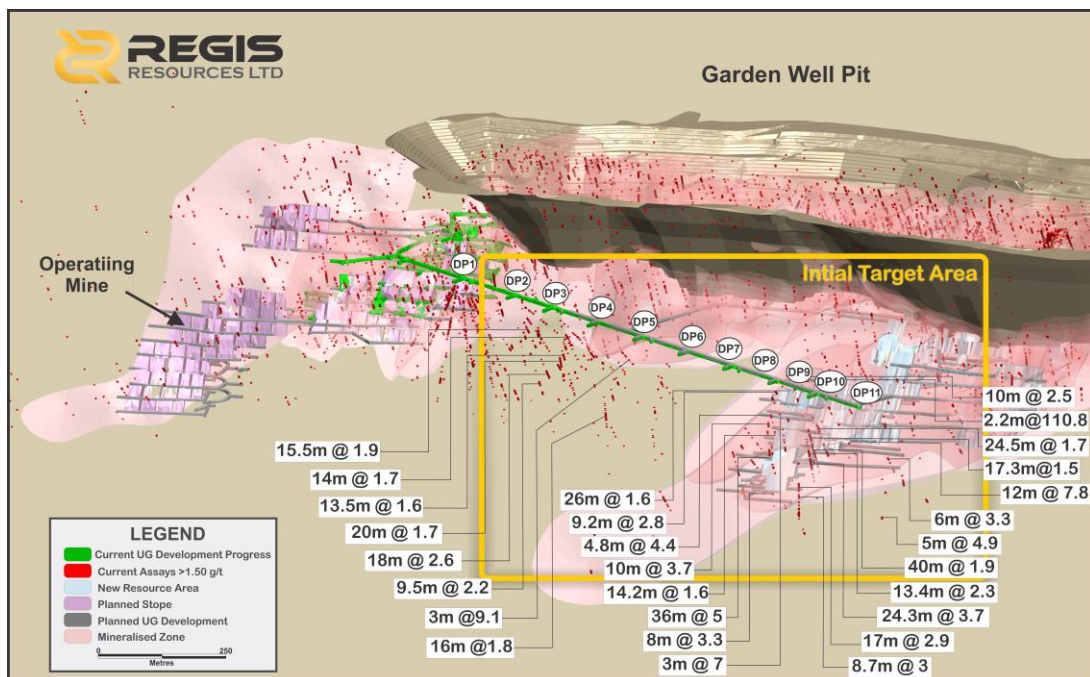 REGIS
RESOURCES LTD
Garden Well Pit
Operatiing
Mine
Intial Target Area
DP1
DP2
DP3
DP4
DP5
DP6
DP7
DP8
DP9
DP10
DP11
15.5m @ 1.9
14m @ 1.7
13.5m @ 1.6
20m @ 1.7
18m @ 2.6
9.5m @ 2.2
3m @9.1
16m @1.8
26m @ 1.6
9.2m @ 2.8
4.8m @ 4.4
10m @ 3.7
14.2m @ 1.6
36m @ 5
8m @ 3.3
3m @ 7
10m @ 2.5
2.2m@110.8
24.5m @ 1.7
17.3m@1.5
12m @ 7.8
6m @ 3.3
5m @ 4.9
40m @ 1.9
13.4m @ 2.3
24.3m @ 3.7
17m @ 2.9
8.7m @ 3
LEGEND
Current UG Development Progress
Current Assays >1.50 g/t
New Resource Area
Planned Stope
Planned UG Development
Mineralised Zone
0 250
Metres